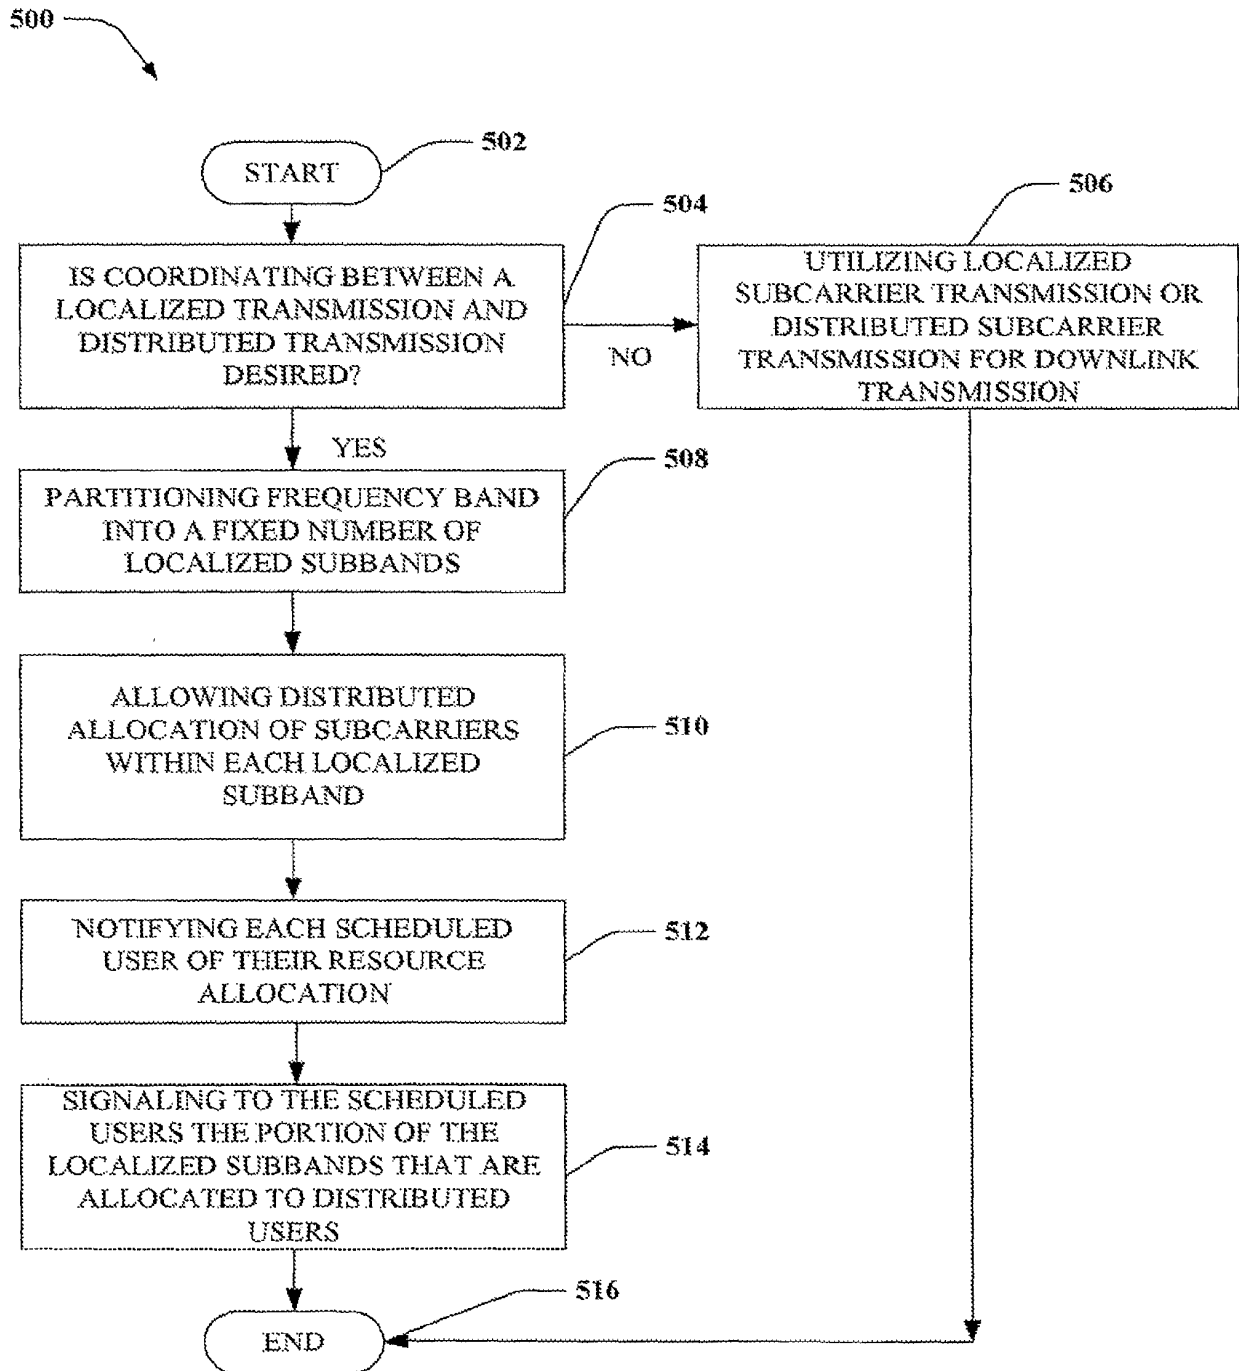 500
502
START
504
506
IS COORDINATING BETWEEN A
LOCALIZED TRANSMISSION AND
DISTRIBUTED TRANSMISSION
DESIRED?
NO
UTILIZING LOCALIZED
SUBCARRIER TRANSMISSION OR
DISTRIBUTED SUBCARRIER
TRANSMISSION FOR DOWNLINK
TRANSMISSION
YES
508
PARTITIONING FREQUENCY BAND
INTO A FIXED NUMBER OF
LOCALIZED SUBBANDS
ALLOWING DISTRIBUTED
ALLOCATION OF SUBCARRIERS
WITHIN EACH LOCALIZED
SUBBAND
510
NOTIFYING EACH SCHEDULED
USER OF THEIR RESOURCE
ALLOCATION
512
SIGNALING TO THE SCHEDULED
USERS THE PORTION OF THE
LOCALIZED SUBBANDS THAT ARE
ALLOCATED TO DISTRIBUTED
USERS
514
516
END